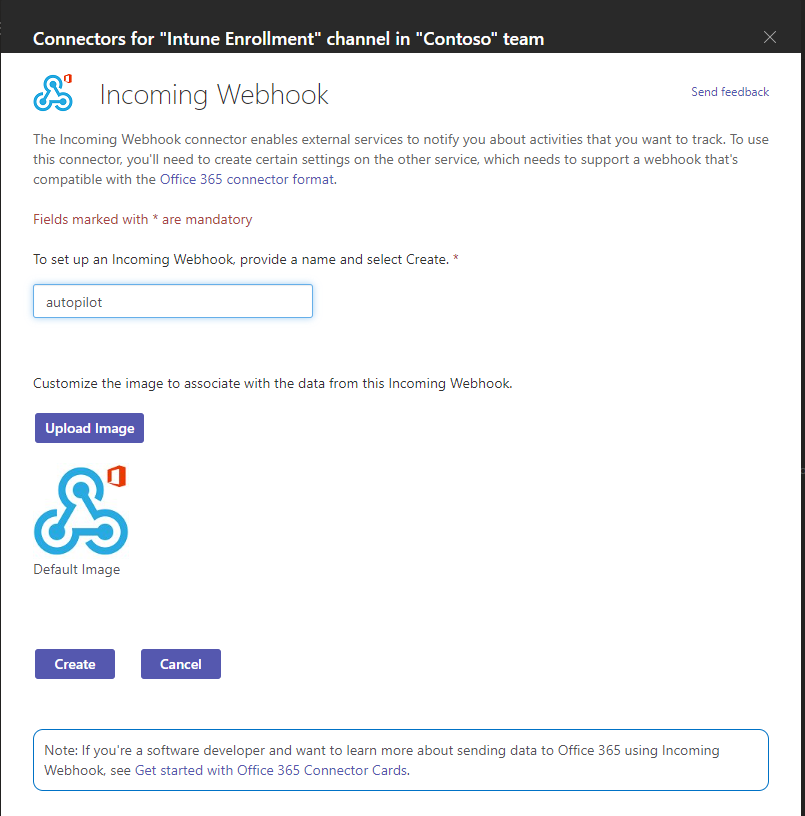 Connectors for "Intune Enrollment" channel in "Contoso" team
Incoming Webhook
Send feedback
The Incoming Webhook connector enables external services to notify you about activities that you want to track. To use
this connector, you'll need to create certain settings on the other service, which needs to support a webhook that's
compatible with the Office 365 connector format.
Fields marked with * are mandatory
To set up an Incoming Webhook, provide a name and select Create. *
autopilot
Customize the image to associate with the data from this Incoming Webhook.
Upload Image
Default Image
Create
Cancel
Note: If you're a software developer and want to learn more about sending data to Office 365 using Incoming
Webhook, see Get started with Office 365 Connector Cards.